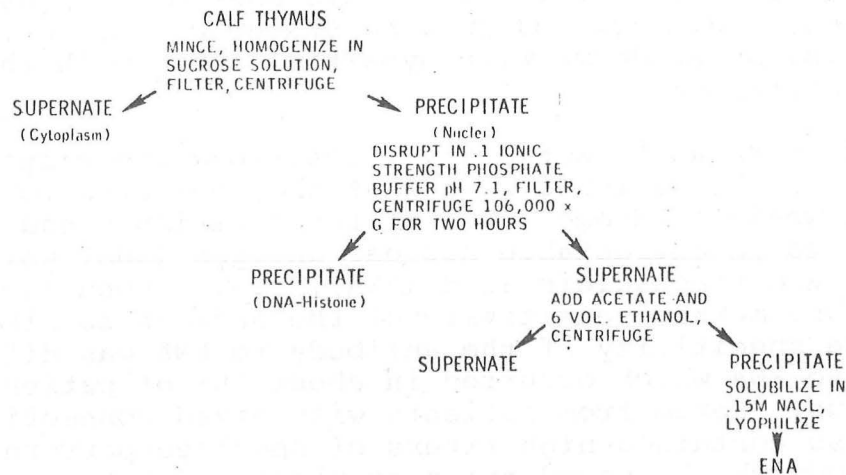 CALF THYMUS
MINCE, HOMOGENIZE IN
SUCROSE SOLUTION,
FILTER, CENTRIFUGE
SUPERNATE
(Cytoplasm)
PRECIPITATE
(Nuclei)
DISRUPT IN .1 IONIC
STRENGTH PHOSPHATE
BUFFER pH 7.1, FILTER,
CENTRIFUGE 106,000 x
G FOR TWO HOURS
PRECIPITATE
(DNA-Histone)
SUPERNATE
ADD ACETATE AND
6 VOL. ETHANOL,
CENTRIFUGE
SUPERNATE
PRECIPITATE
SOLUBILIZE IN
.15M NACL,
LYOPHILIZE
ENA